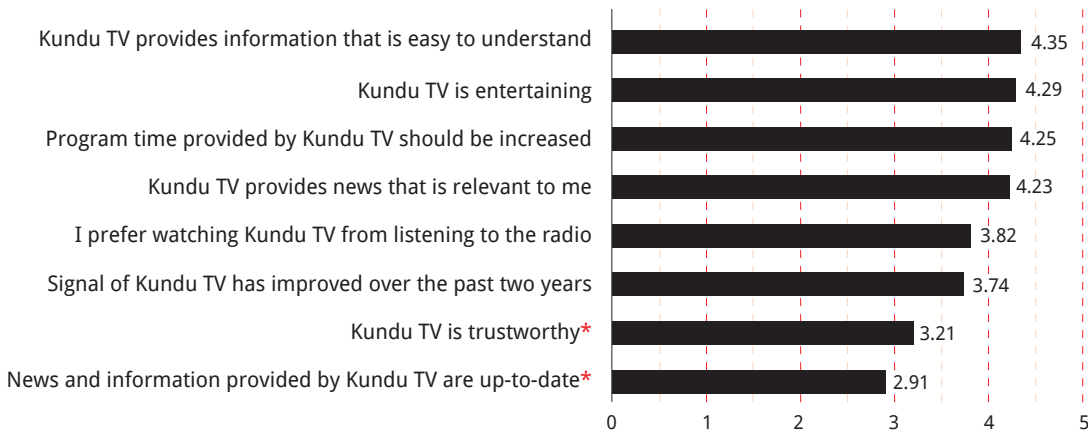 Kundu TV provides information that is easy to understand 4.35
Kundu TV is entertaining 4.29
Program time provided by Kundu TV should be increased 4.25
Kundu TV provides news that is relevant to me 4.23
I prefer watching Kundu TV from listening to the radio 3.82
Signal of Kundu TV has improved over the past two years 3.74
Kundu TV is trustworthy* 3.21
News and information provided by Kundu TV are up-to-date* 2.91
0 1 2 3 4 5